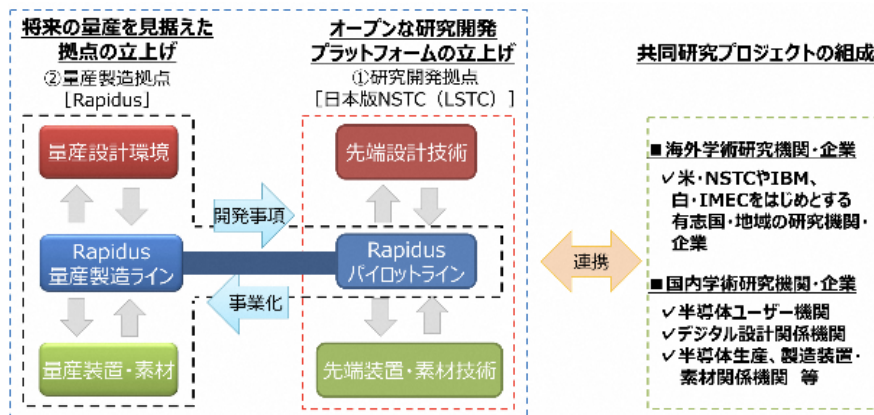 将来の量産を見据えた
拠点の立上げ
②量産製造拠点
[Rapidus]
オープンな研究開発
プラットフォームの立上げ
①研究開発拠点
[日本版NSTC（LSTC）]
共同研究プロジェクトの組成
量産設計環境
先端設計技術
開発事項
Rapidus
量産製造ライン
Rapidus
パイロットライン
事業化
量産装置・素材
先端装置・素材技術
連携
■海外学術研究機関・企業
✓米・NSTCやIBM、
白・IMECをはじめとする
有志国・地域の研究機関・
企業
■国内学術研究機関・企業
✓半導体ユーザー機関
✓デジタル設計関係機関
✓半導体生産、製造装置・
素材関係機関 等